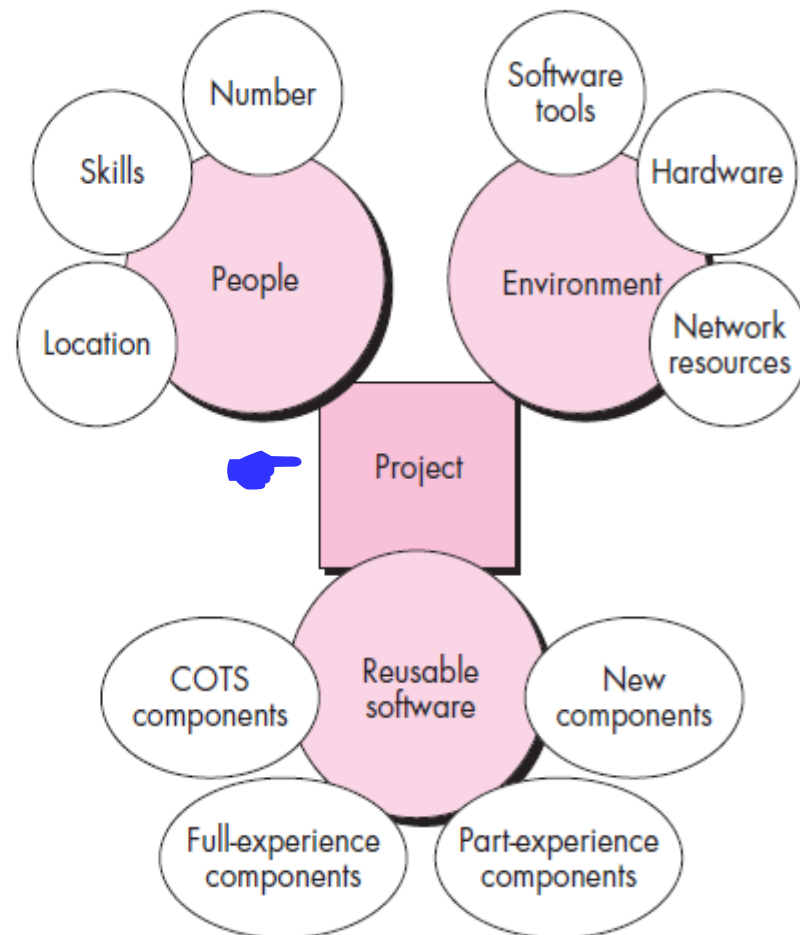 Number
Skills
People
Location
Software
tools
Hardware
Environment
Network
resources
Project
COTS
components
Reusable
software
New
components
Full-experience
components
Part-experience
components